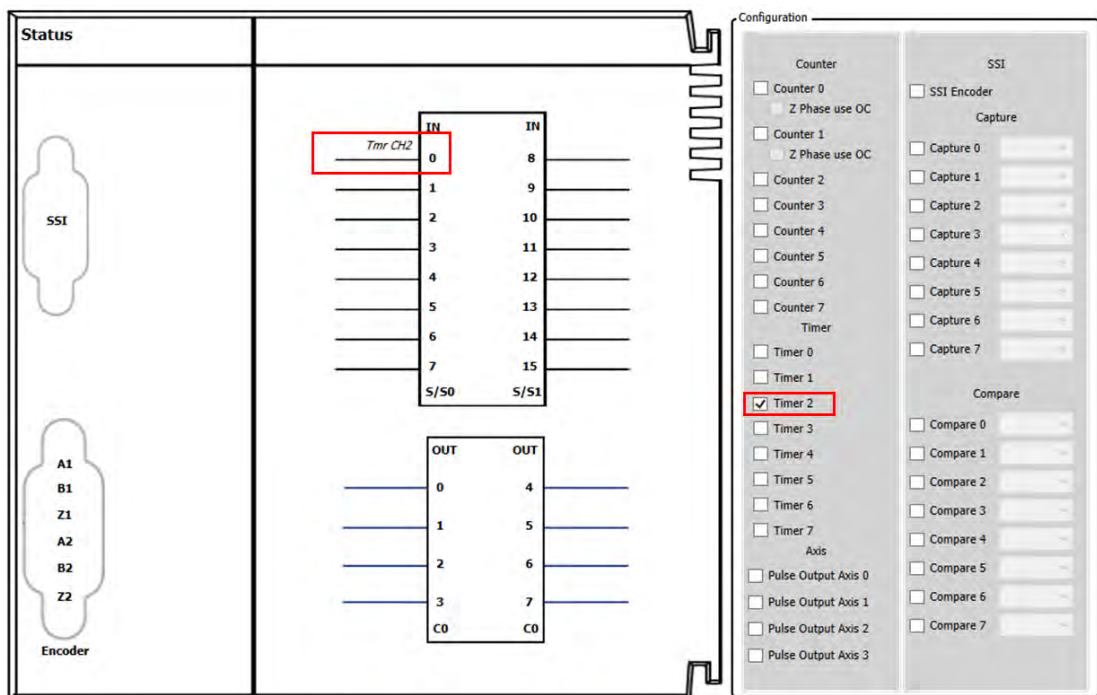 Status
SSI
A1
B1
Z1
A2
B2
Z2
Encoder
IN IN
Tmr CH2
0 8
1 9
2 10
3 11
4 12
5 13
6 14
7 15
S/S0 S/S1
OUT OUT
0 4
1 5
2 6
3 7
C0 C0
Configuration
Counter
Counter 0
Z Phase use OC
Counter 1
Z Phase use OC
Counter 2
Counter 3
Counter 4
Counter 5
Counter 6
Counter 7
Timer
Timer 0
Timer 1
Timer 2
Timer 3
Timer 4
Timer 5
Timer 6
Timer 7
Axis
Pulse Output Axis 0
Pulse Output Axis 1
Pulse Output Axis 2
Pulse Output Axis 3
SSI
SSI Encoder
Capture
Capture 0
Capture 1
Capture 2
Capture 3
Capture 4
Capture 5
Capture 6
Capture 7
Compare
Compare 0
Compare 1
Compare 2
Compare 3
Compare 4
Compare 5
Compare 6
Compare 7